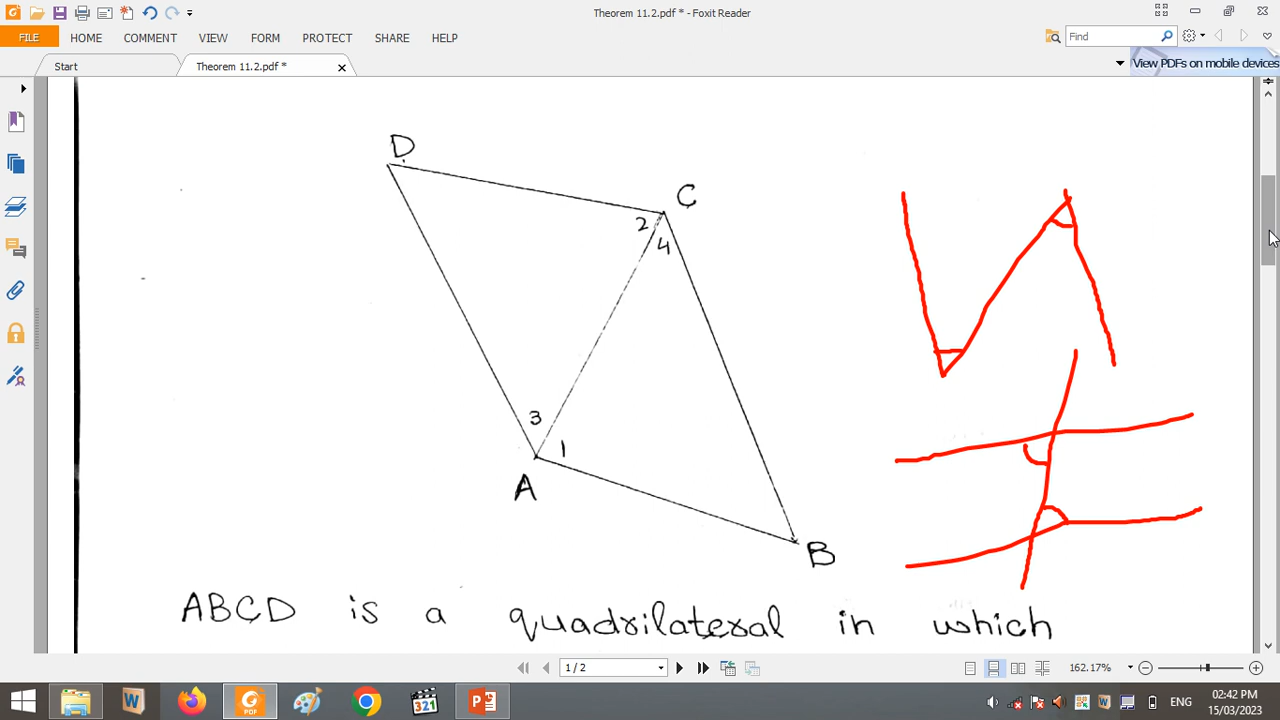 Theorem 11.2.pdf * - Foxit Reader
FILE HOME COMMENT VIEW FORM PROTECT SHARE HELP
Find
Start
Theorem 11.2.pdf *
View PDFs on mobile devices
D
C
2
4
3
1
A
B
ABCD is a quadrilateral in which
1 / 2
162.17%
W
PDF
321
P
W
ENG
02:42 PM
15/03/2023